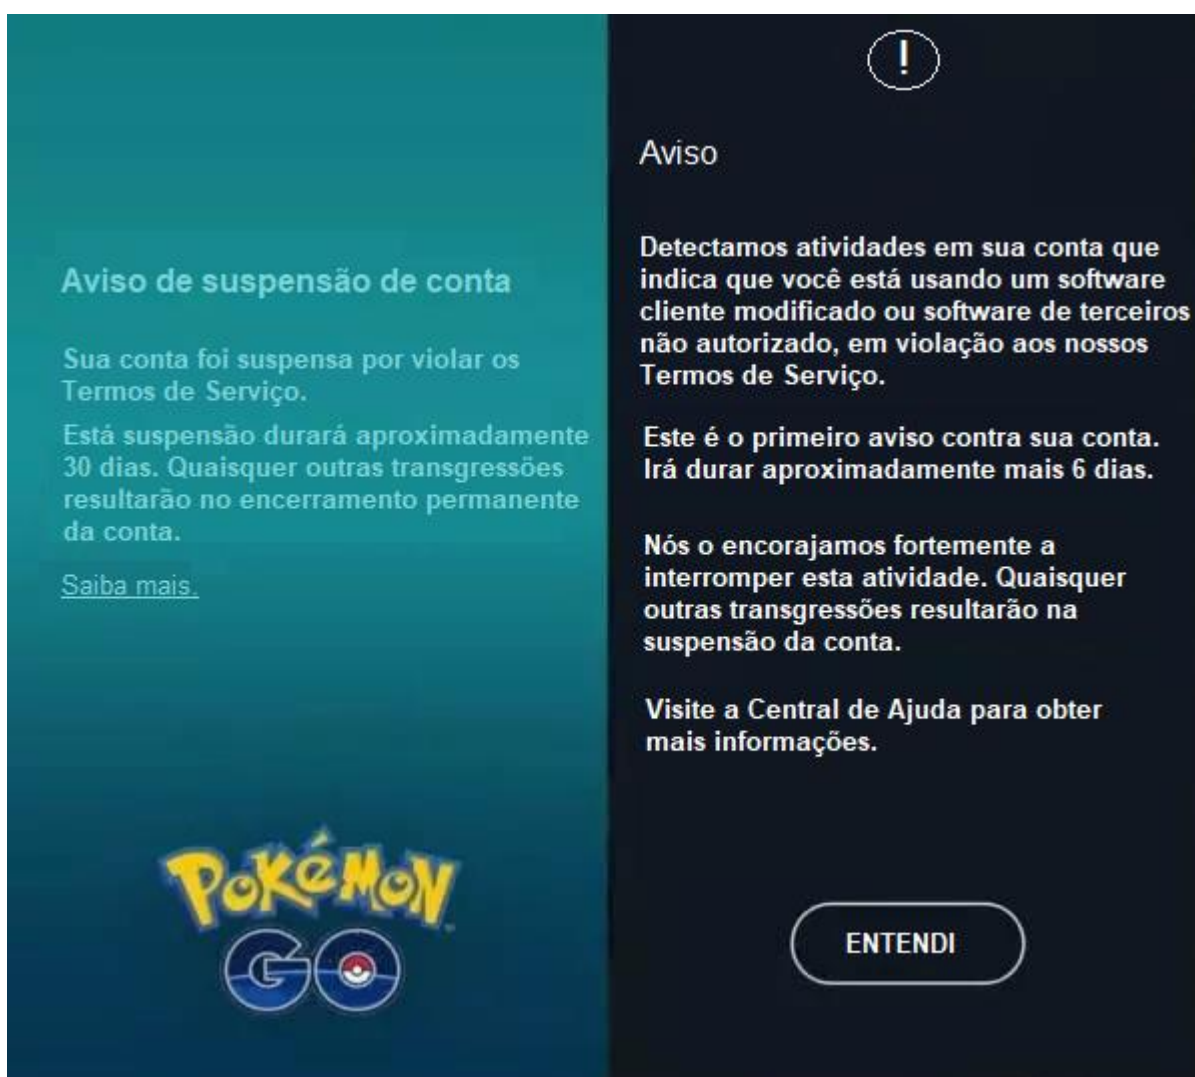 Aviso de suspensão de conta
Sua conta foi suspensa por violar os
Termos de Serviço.
Está suspensão durará aproximadamente
30 dias. Quaisquer outras transgressões
resultarão no encerramento permanente
da conta.
Saiba mais.
POKéMON
GO
!
Aviso
Detectamos atividades em sua conta que
indica que você está usando um software
cliente modificado ou software de terceiros
não autorizado, em violação aos nossos
Termos de Serviço.
Este é o primeiro aviso contra sua conta.
Irá durar aproximadamente mais 6 dias.
Nós o encorajamos fortemente a
interromper esta atividade. Quaisquer
outras transgressões resultarão na
suspensão da conta.
Visite a Central de Ajuda para obter
mais informações.
ENTENDI